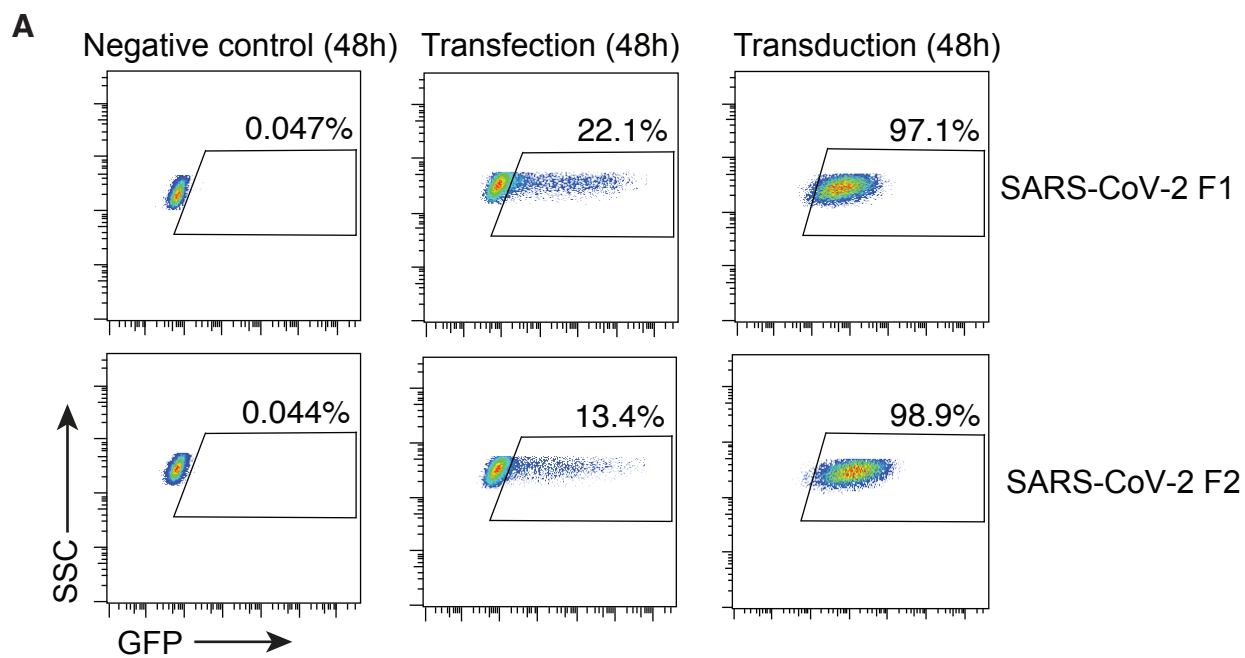 A
Negative control (48h)
Transfection (48h)
Transduction (48h)
0.047%
22.1%
97.1%
SARS-CoV-2 F1
0.044%
13.4%
98.9%
SARS-CoV-2 F2
SSC
GFP